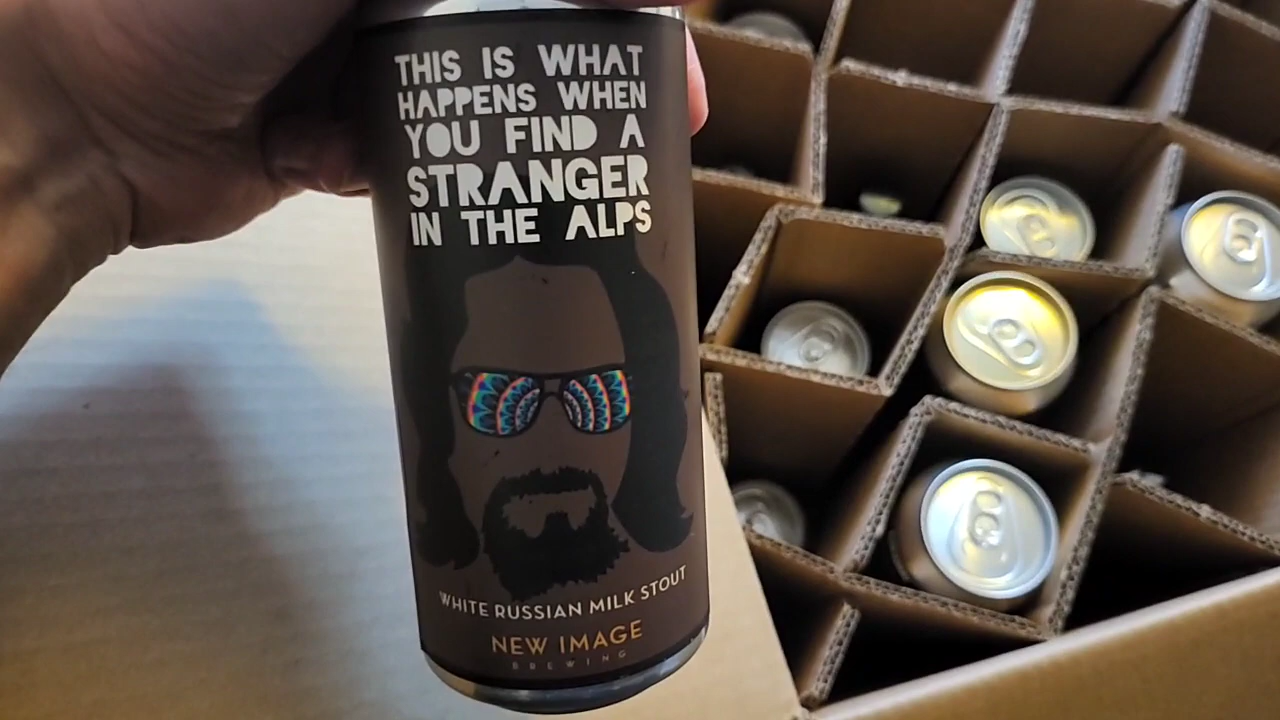 THIS IS WHAT
HAPPENS WHEN
YOU FIND A
STRANGER
IN THE ALPS
WHITE RUSSIAN MILK STOUT
NEW IMAGE
BREWING